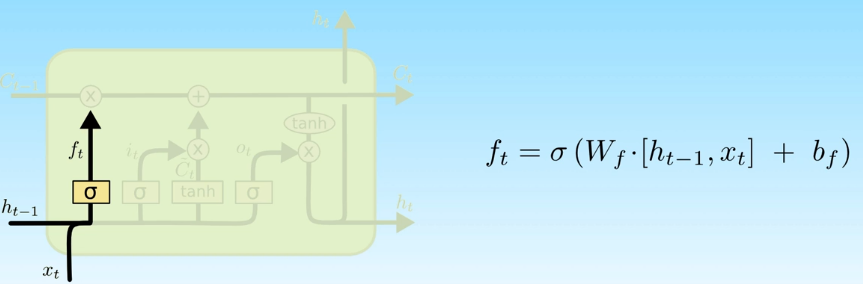 h_t
C_{t-1}
C_t
tanh
f_t
i_t
C̃_t
o_t
σ
σ
tanh
σ
h_{t-1}
h_t
x_t
f_t = σ (W_f · [h_{t-1}, x_t] + b_f)